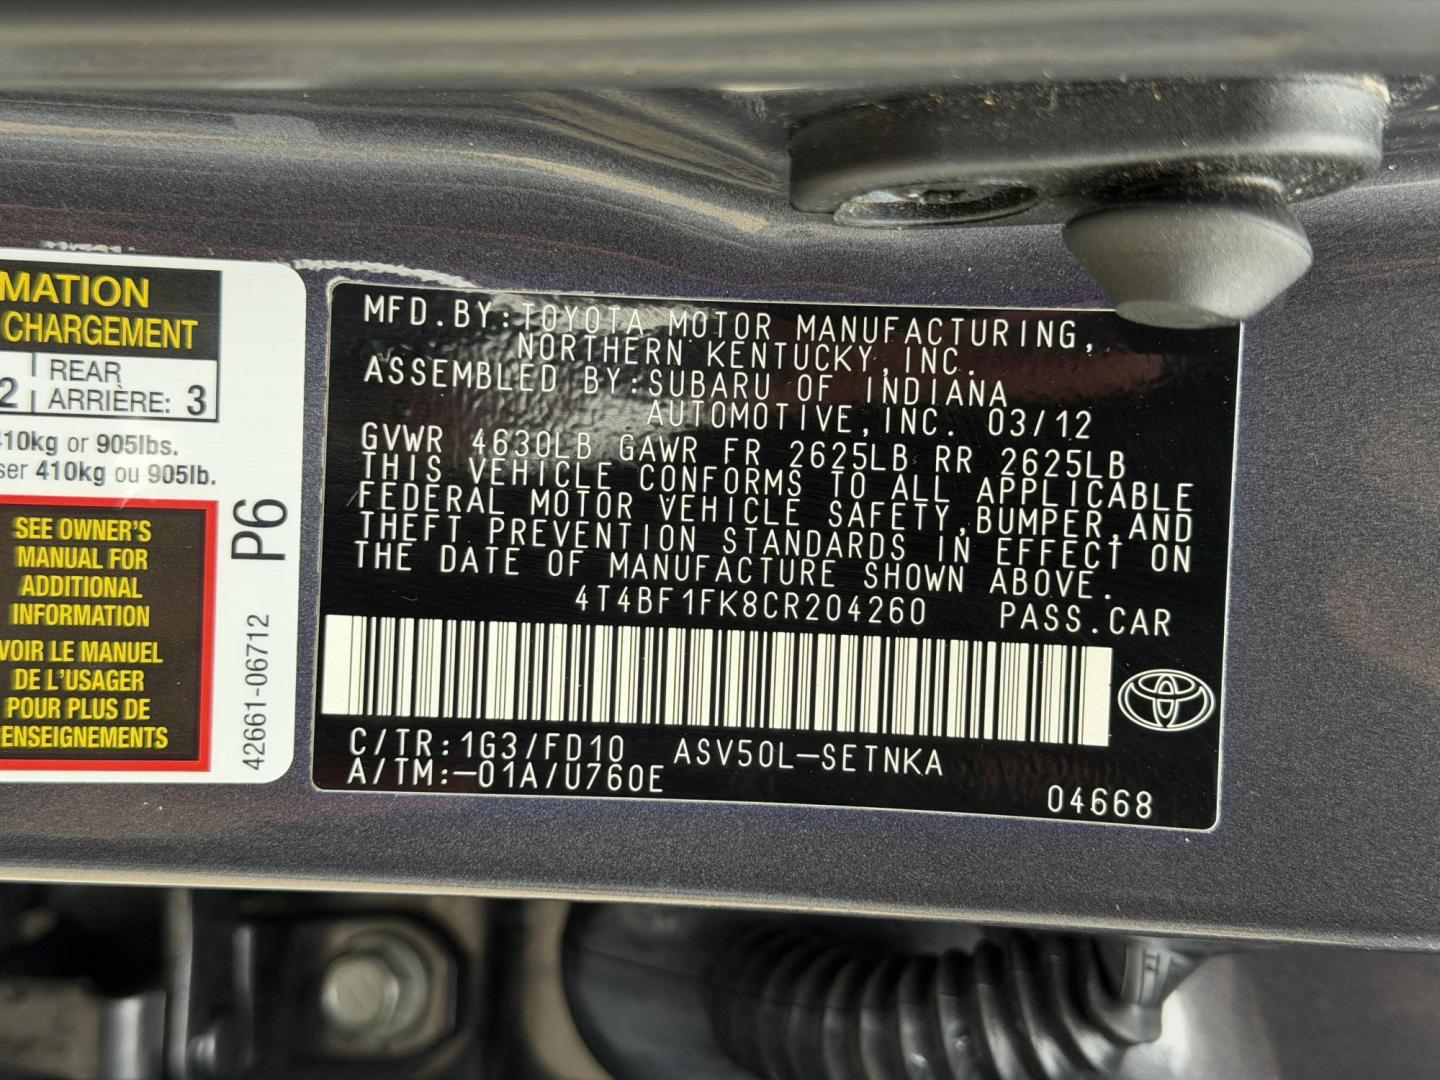 MATION
CHARGEMENT
2 REAR
ARRIÈRE: 3
410kg or 905lbs.
ser 410kg ou 905lb.
SEE OWNER'S
MANUAL FOR
ADDITIONAL
INFORMATION
VOIR LE MANUEL
DE L'USAGER
POUR PLUS DE
ENSEIGNEMENTS
P6
42661-06712
MFD.BY:TOYOTA MOTOR MANUFACTURING,
NORTHERN KENTUCKY,INC.
ASSEMBLED BY:SUBARU OF INDIANA
AUTOMOTIVE,INC. 03/12
GVWR 4630LB GAWR FR 2625LB RR 2625LB
THIS VEHICLE CONFORMS TO ALL APPLICABLE
FEDERAL MOTOR VEHICLE SAFETY,BUMPER,AND
THEFT PREVENTION STANDARDS IN EFFECT ON
THE DATE OF MANUFACTURE SHOWN ABOVE.
4T4BF1FK8CR204260 PASS.CAR
C/TR:1G3/FD10 ASV50L-SETNKA
A/TM:-01A/U760E
04668